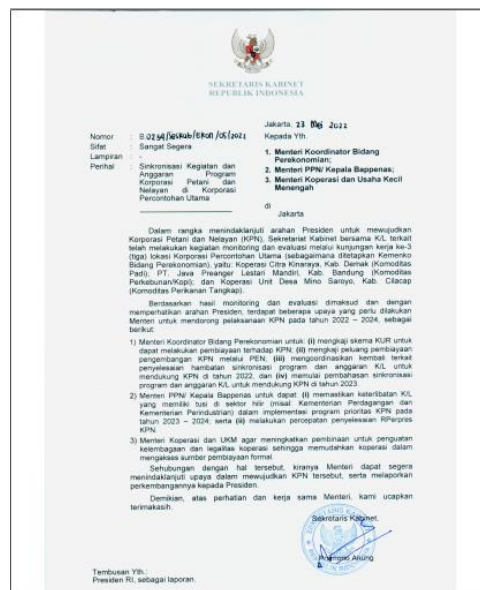 SEKRETARIS KABINET
REPUBLIK INDONESIA
Jakarta, 23 Mei 2022
Nomor :
Sifat : Sangat Segera
Lampiran : -
Perihal : Sinkronisasi Kegiatan dan
Anggaran Program
Korporasi Petani dan
Nelayan di Korporasi
Percontohan Utama
Kepada Yth.
1. Menteri Koordinator Bidang
Perekonomian;
2. Menteri PPN/ Kepala Bappenas;
3. Menteri Koperasi dan Usaha Kecil
Menengah
di
Jakarta
Dalam rangka menindaklanjuti arahan Presiden untuk mewujudkan
Korporasi Petani dan Nelayan (KPN), Sekretariat Kabinet bersama K/L terkait
telah melakukan kegiatan monitoring dan evaluasi melalui kunjungan kerja ke-3
(tiga) lokasi Korporasi Percontohan Utama (sebagaimana ditetapkan Kemenko
Bidang Perekonomian), yaitu: Koperasi Citra Kinaraya, Kab. Demak (Komoditas
Padi); PT. Java Preanger Lestari Mandiri, Kab. Bandung (Komoditas
Perkebunan/Kopi); dan Koperasi Unit Desa Mino Saroyo, Kab. Cilacap
(Komoditas Perikanan Tangkap).
Berdasarkan hasil monitoring dan evaluasi dimaksud dan dengan
memperhatikan arahan Presiden, terdapat beberapa upaya yang perlu dilakukan
Menteri untuk mendorong pelaksanaan KPN pada tahun 2022 – 2024, sebagai
berikut:
1) Menteri Koordinator Bidang Perekonomian untuk: (i) mengkaji skema KUR untuk
dapat melakukan pembiayaan terhadap KPN; (ii) mengkaji peluang pembiayaan
pengembangan KPN melalui PEN; (iii) mengoordinasikan kembali terkait
penyelesaian hambatan sinkronisasi program dan anggaran K/L untuk
mendukung KPN di tahun 2022; dan (iv) memulai pembahasan sinkronisasi
program dan anggaran K/L untuk mendukung KPN di tahun 2023.
2) Menteri PPN/ Kepala Bappenas untuk dapat: (i) memastikan keterlibatan K/L
yang memiliki tusi di sektor hilir (misal: Kementerian Perdagangan dan
Kementerian Perindustrian) dalam implementasi program prioritas KPN pada
tahun 2023 – 2024; serta (ii) melakukan percepatan penyelesaian RPerpres
KPN.
3) Menteri Koperasi dan UKM agar meningkatkan pembinaan untuk penguatan
kelembagaan dan legalitas koperasi sehingga memudahkan koperasi dalam
mengakses sumber pembiayaan formal.
Sehubungan dengan hal tersebut, kiranya Menteri dapat segera
menindaklanjuti upaya dalam mewujudkan KPN tersebut, serta melaporkan
perkembangannya kepada Presiden.
Demikian, atas perhatian dan kerja sama Menteri, kami ucapkan
terimakasih.
Sekretaris Kabinet,
Pramono Anung
Tembusan Yth.:
Presiden RI, sebagai laporan.